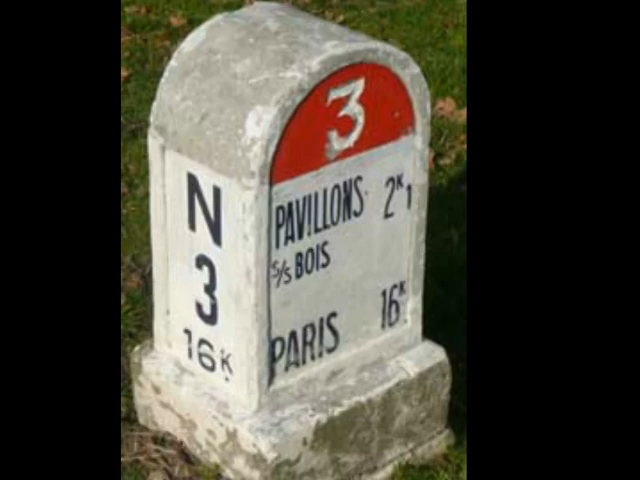 N
3
16K
3
PAVILLONS 2K1
S/S BOIS
PARIS 16K